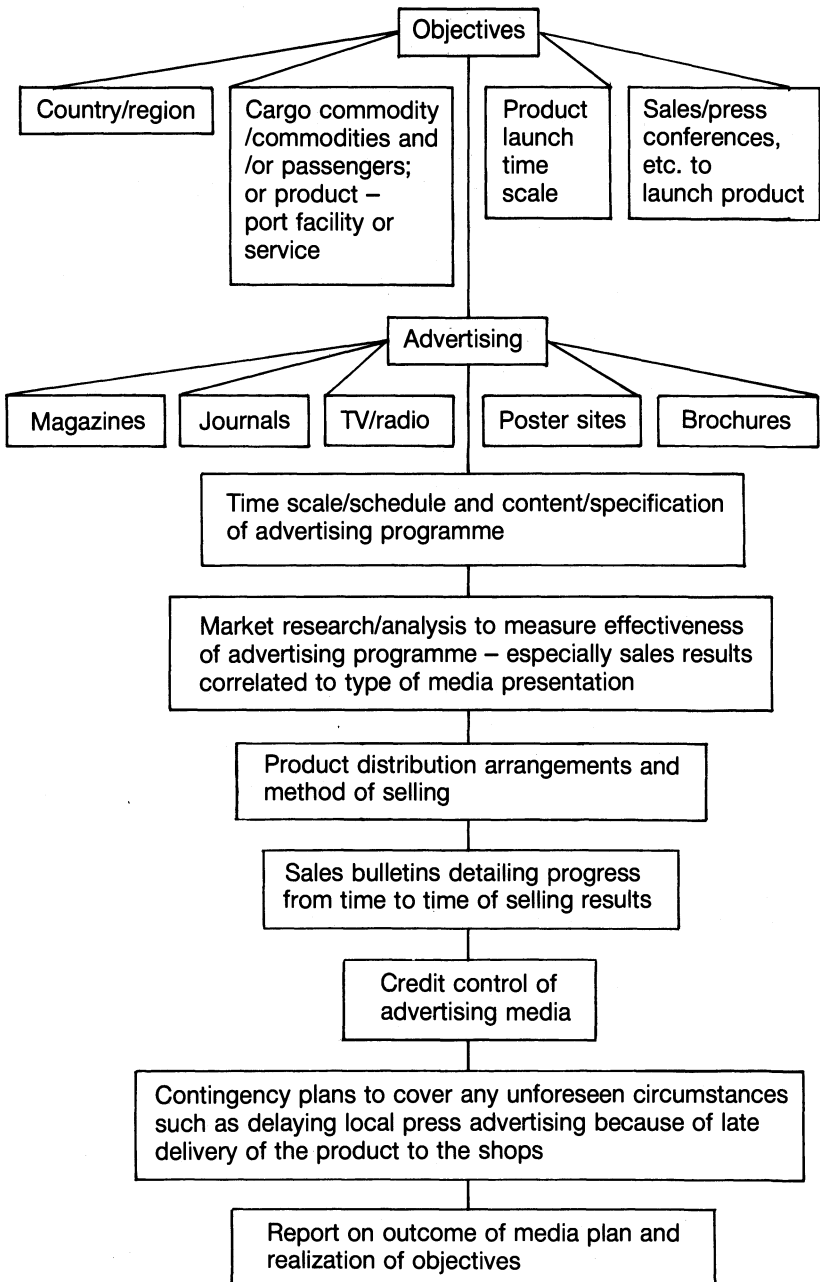 Objectives
Country/region
Cargo commodity
/commodities and
/or passengers;
or product –
port facility or
service
Product
launch
time
scale
Sales/press
conferences,
etc. to
launch product
Advertising
Magazines
Journals
TV/radio
Poster sites
Brochures
Time scale/schedule and content/specification
of advertising programme
Market research/analysis to measure effectiveness
of advertising programme – especially sales results
correlated to type of media presentation
Product distribution arrangements and
method of selling
Sales bulletins detailing progress
from time to time of selling results
Credit control of
advertising media
Contingency plans to cover any unforeseen circumstances
such as delaying local press advertising because of late
delivery of the product to the shops
Report on outcome of media plan and
realization of objectives